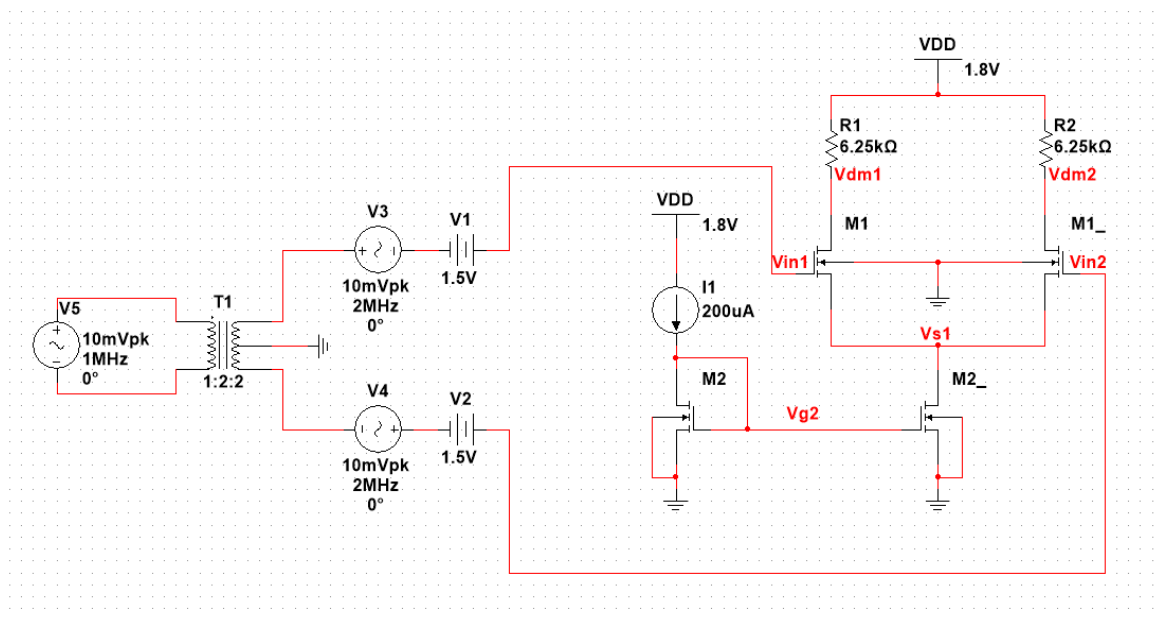 VDD
1.8V
R1
6.25kΩ
Vdm1
R2
6.25kΩ
Vdm2
M1
M1_
Vin1
Vin2
VDD
1.8V
I1
200uA
Vs1
M2
M2_
Vg2
V3
10mVpk
2MHz
0°
V1
1.5V
V5
10mVpk
1MHz
0°
T1
1:2:2
V4
10mVpk
2MHz
0°
V2
1.5V